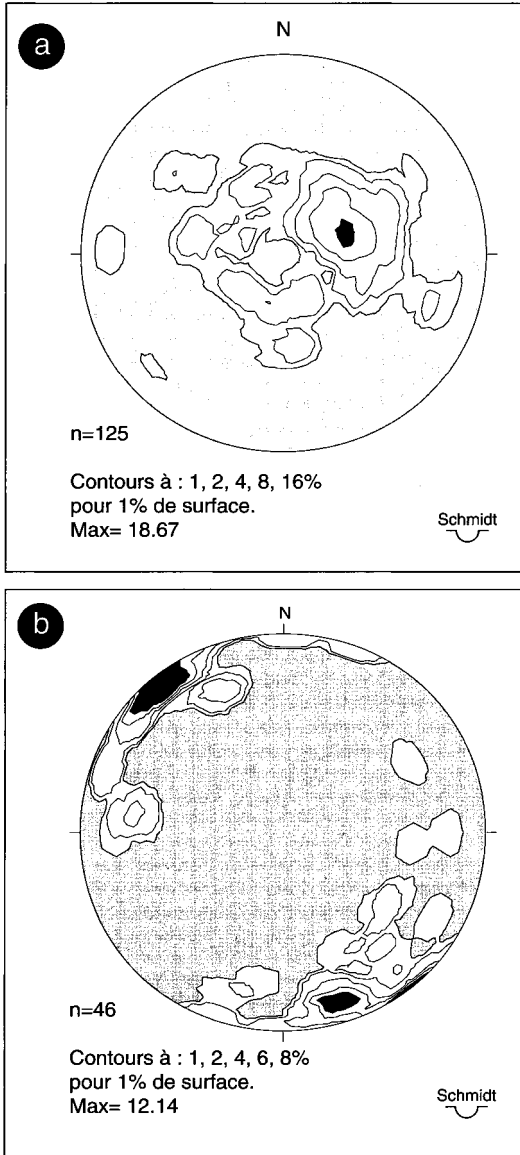 a
N
n=125
Contours à : 1, 2, 4, 8, 16%
pour 1% de surface.
Max= 18.67
Schmidt
b
N
n=46
Contours à : 1, 2, 4, 6, 8%
pour 1% de surface.
Max= 12.14
Schmidt